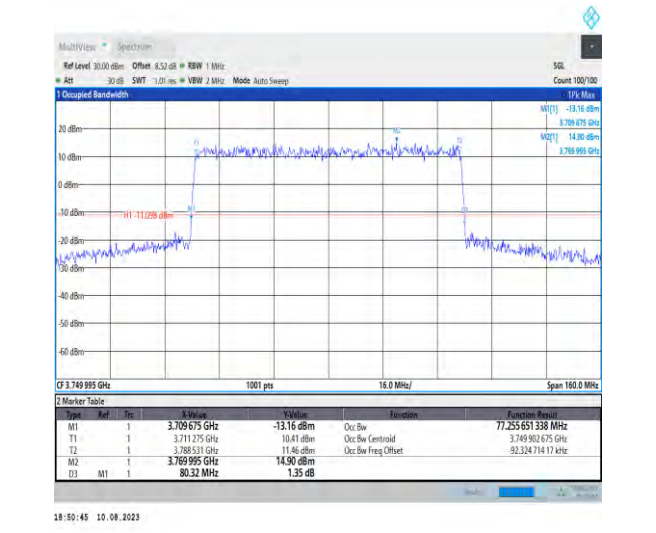 MultiView Spectrum
Ref Level 30.00 dBm Offset 8.52 dB RBW 1 MHz SGL
Att 30 dB SWT 1.01 ms VBW 2 MHz Mode Auto Sweep Count 100/100
1 Occupied Bandwidth 1Pk Max
M1[1] -13.16 dBm
3.709 675 GHz
M2[1] 14.90 dBm
3.769 995 GHz
20 dBm
10 dBm
0 dBm
-10 dBm
H1 -11.098 dBm
-20 dBm
-30 dBm
-40 dBm
-50 dBm
-60 dBm
CF 3.749 995 GHz 1001 pts 16.0 MHz/ Span 160.0 MHz
2 Marker Table
Type Ref Trc X-Value Y-Value Function Function Result
M1 1 3.709 675 GHz -13.16 dBm Occ Bw 77.255 651 338 MHz
T1 1 3.711 275 GHz 10.41 dBm Occ Bw Centroid 3.749 902 675 GHz
T2 1 3.788 531 GHz 11.46 dBm Occ Bw Freq Offset -92.324 714 17 kHz
M2 1 3.769 995 GHz 14.90 dBm
D3 M1 1 80.32 MHz 1.35 dB
18:50:45 10.08.2023